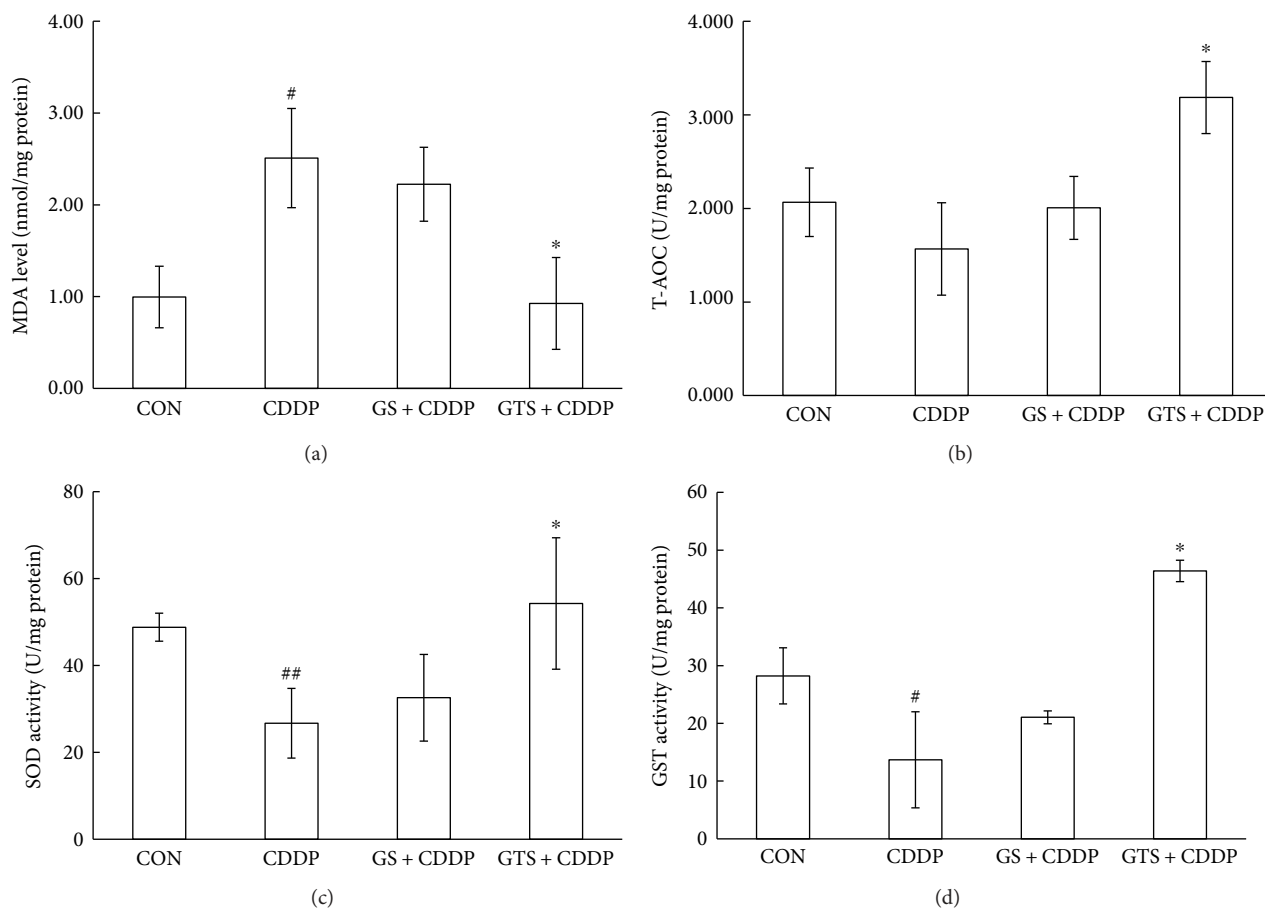 MDA level (nmol/mg protein)
4.00
3.00
2.00
1.00
0.00
#
*
CON CDDP GS + CDDP GTS + CDDP
(a)
T-AOC (U/mg protein)
4.000
3.000
2.000
1.000
0.000
*
CON CDDP GS + CDDP GTS + CDDP
(b)
SOD activity (U/mg protein)
80
60
40
20
0
##
*
CON CDDP GS + CDDP GTS + CDDP
(c)
GST activity (U/mg protein)
60
50
40
30
20
10
0
#
*
CON CDDP GS + CDDP GTS + CDDP
(d)